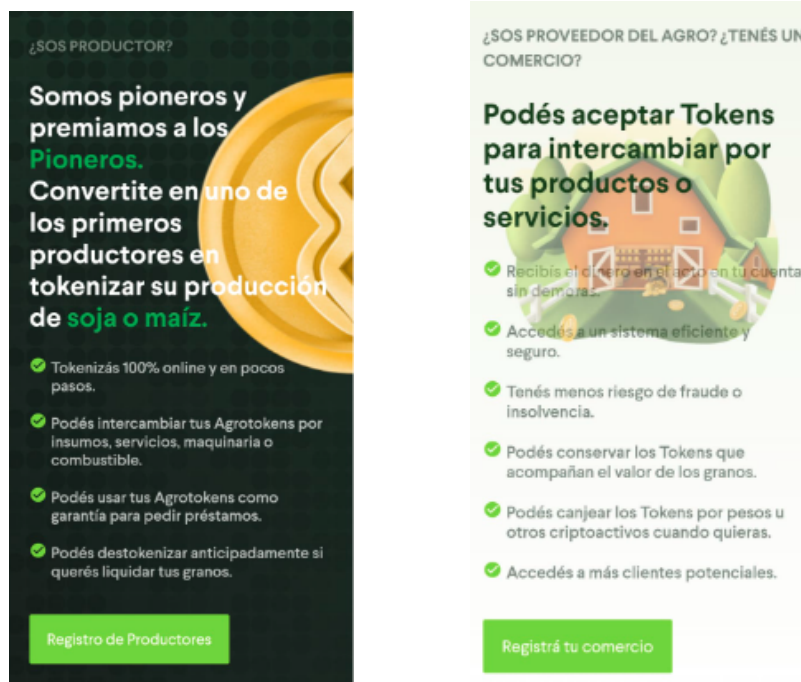 ¿SOS PRODUCTOR?
Somos pioneros y
premiamos a los
Pioneros.
Convertite en uno de
los primeros
productores en
tokenizar su producción
de soja o maíz.
Tokenizás 100% online y en pocos
pasos.
Podés intercambiar tus Agrotokens por
insumos, servicios, maquinaria o
combustible.
Podés usar tus Agrotokens como
garantía para pedir préstamos.
Podés destokenizar anticipadamente si
querés liquidar tus granos.
Registro de Productores
¿SOS PROVEEDOR DEL AGRO? ¿TENÉS UN
COMERCIO?
Podés aceptar Tokens
para intercambiar por
tus productos o
servicios.
Recibís el dinero en el acto en tu cuenta
sin demoras.
Accedés a un sistema eficiente y
seguro.
Tenés menos riesgo de fraude o
insolvencia.
Podés conservar los Tokens que
acompañan el valor de los granos.
Podés canjear los Tokens por pesos u
otros criptoactivos cuando quieras.
Accedés a más clientes potenciales.
Registrá tu comercio